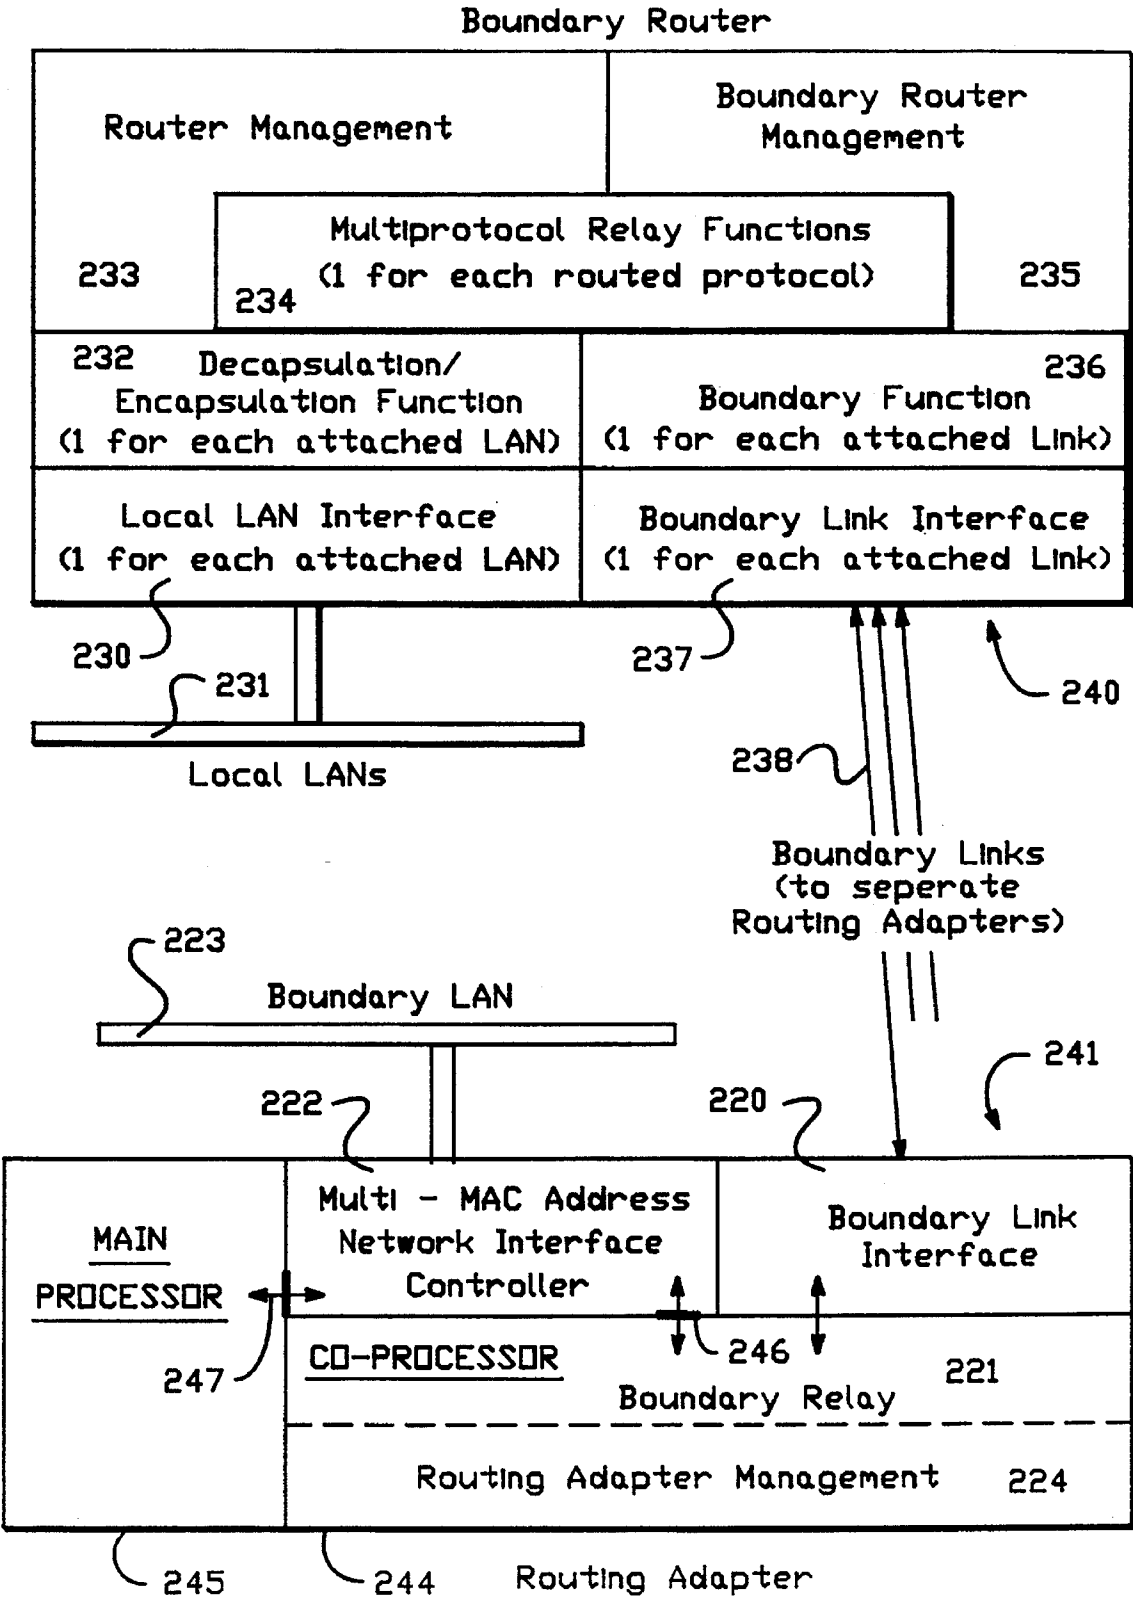 Boundary Router
Router Management
Boundary Router
Management
Multiprotocol Relay Functions
(1 for each routed protocol)
233
234
235
232 Decapsulation/
Encapsulation Function
(1 for each attached LAN)
236
Boundary Function
(1 for each attached Link)
Local LAN Interface
(1 for each attached LAN)
Boundary Link Interface
(1 for each attached Link)
230
237
231
240
Local LANs
238
Boundary Links
(to seperate
Routing Adapters)
223
Boundary LAN
241
222
220
MAIN
PROCESSOR
Multi - MAC Address
Network Interface
Controller
Boundary Link
Interface
247
CO-PROCESSOR
246
221
Boundary Relay
Routing Adapter Management 224
245
244
Routing Adapter